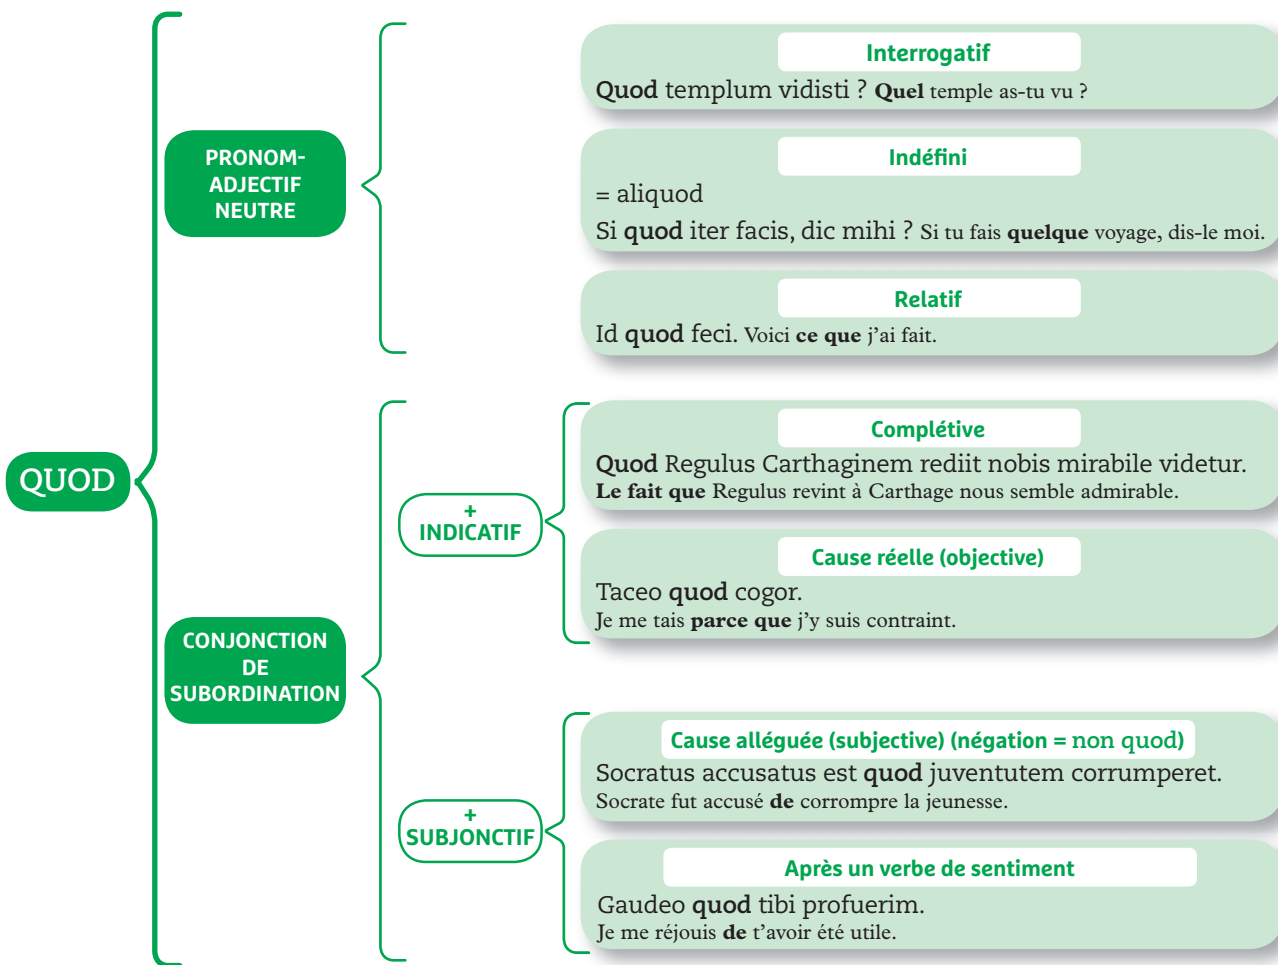 QUOD
PRONOM-
ADJECTIF
NEUTRE
Interrogatif
Quod templum vidisti ? Quel temple as-tu vu ?
Indéfini
= aliquod
Si quod iter facis, dic mihi ? Si tu fais quelque voyage, dis-le moi.
Relatif
Id quod feci. Voici ce que j'ai fait.
CONJONCTION
DE
SUBORDINATION
+
INDICATIF
Complétive
Quod Regulus Carthaginem rediit nobis mirabile videtur.
Le fait que Regulus revint à Carthage nous semble admirable.
Cause réelle (objective)
Taceo quod cogor.
Je me tais parce que j'y suis contraint.
+
SUBJONCTIF
Cause alléguée (subjective) (négation = non quod)
Socratus accusatus est quod juventutem corrumperet.
Socrate fut accusé de corrompre la jeunesse.
Après un verbe de sentiment
Gaudeo quod tibi profuerim.
Je me réjouis de t'avoir été utile.